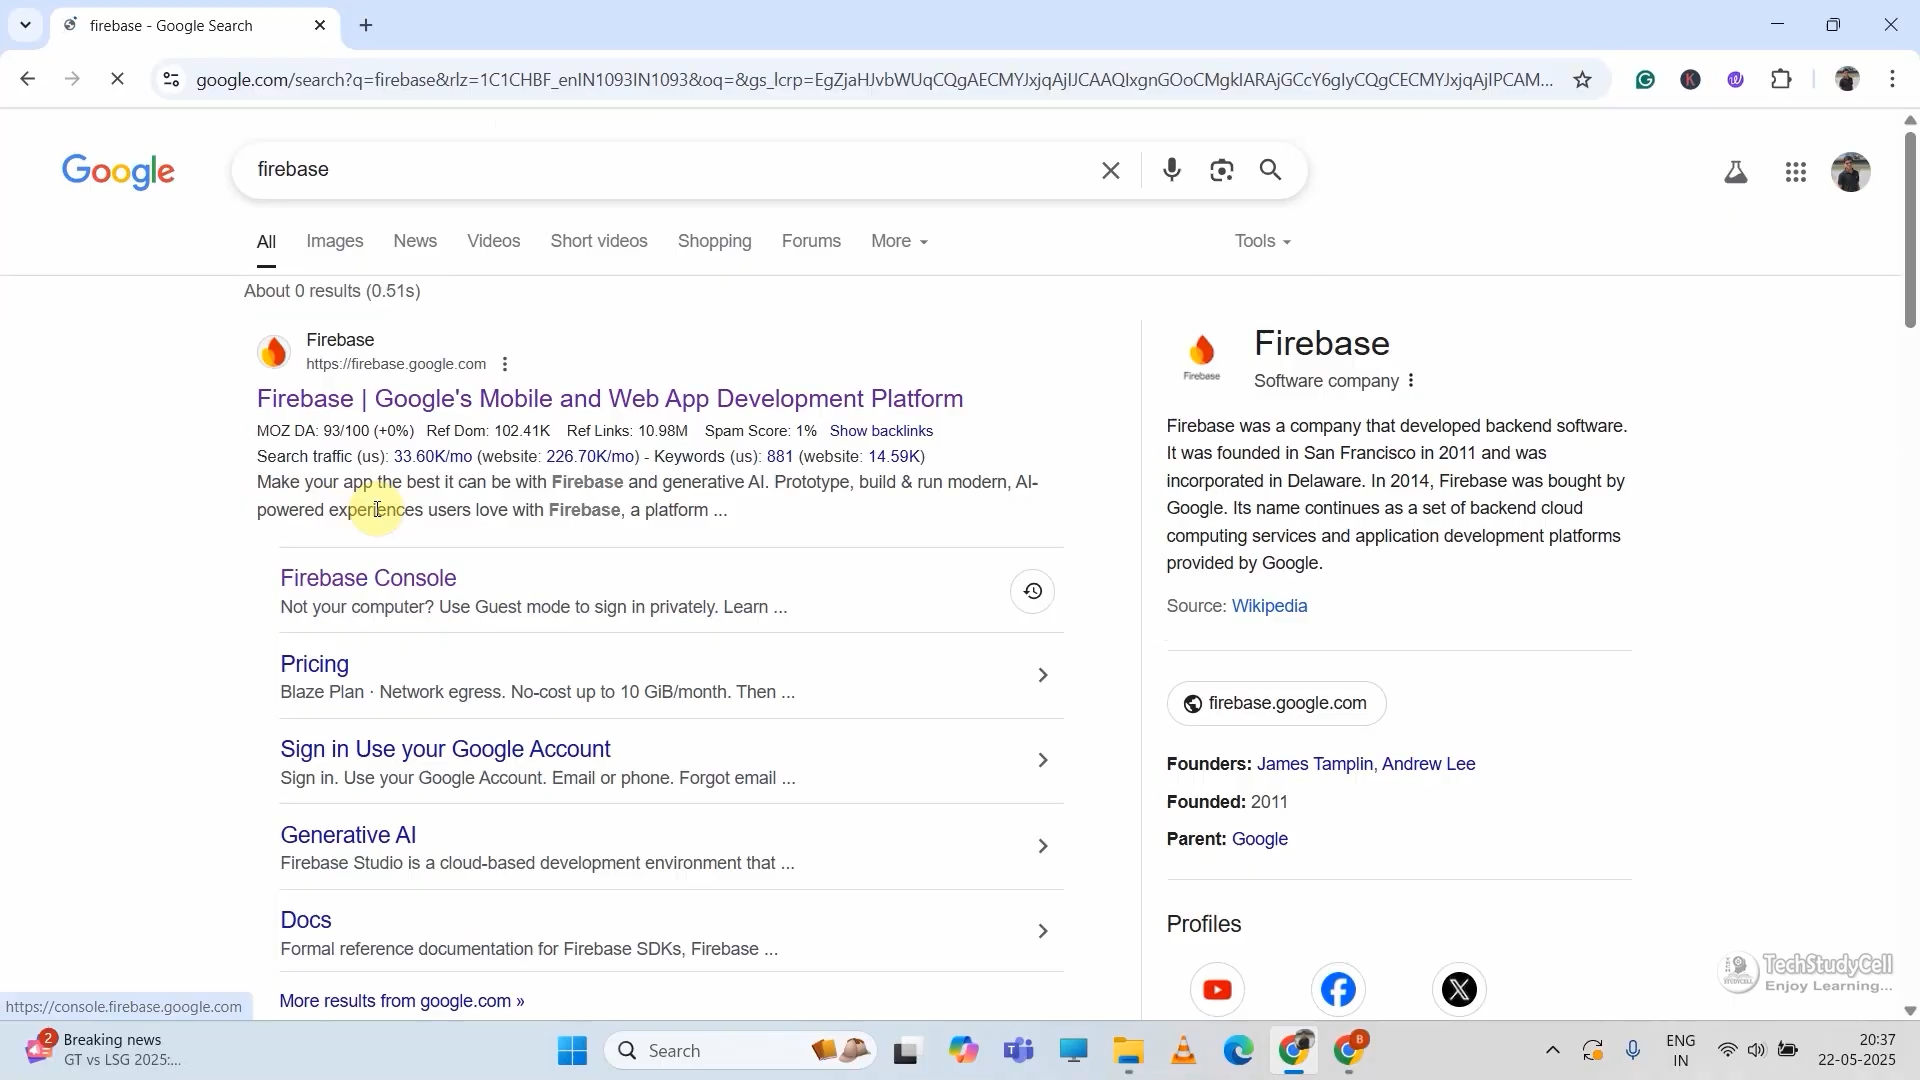 firebase - Google Search
google.com/search?q=firebase&rlz=1C1CHBF_enIN1093IN1093&oq=&gs_lcrp=EgZjaHJvbWUqCQgAECMYJxjqAjIJCAAQIxgnGOoCMgkIARAjGCcY6gIyCQgCECMYJxjqAjIPCAM...
Google
firebase
All Images News Videos Short videos Shopping Forums More Tools
About 0 results (0.51s)
Firebase
https://firebase.google.com
Firebase | Google's Mobile and Web App Development Platform
MOZ DA: 93/100 (+0%) Ref Dom: 102.41K Ref Links: 10.98M Spam Score: 1% Show backlinks
Search traffic (us): 33.60K/mo (website: 226.70K/mo) - Keywords (us): 881 (website: 14.59K)
Make your app the best it can be with Firebase and generative AI. Prototype, build & run modern, AI-
powered experiences users love with Firebase, a platform ...
Firebase Console
Not your computer? Use Guest mode to sign in privately. Learn ...
Pricing
Blaze Plan · Network egress. No-cost up to 10 GiB/month. Then ...
Sign in Use your Google Account
Sign in. Use your Google Account. Email or phone. Forgot email ...
Generative AI
Firebase Studio is a cloud-based development environment that ...
Docs
Formal reference documentation for Firebase SDKs, Firebase ...
More results from google.com »
Firebase
Firebase
Software company
Firebase was a company that developed backend software.
It was founded in San Francisco in 2011 and was
incorporated in Delaware. In 2014, Firebase was bought by
Google. Its name continues as a set of backend cloud
computing services and application development platforms
provided by Google.
Source: Wikipedia
firebase.google.com
Founders: James Tamplin, Andrew Lee
Founded: 2011
Parent: Google
Profiles
TechStudyCell
Enjoy Learning...
https://console.firebase.google.com
2
Breaking news
GT vs LSG 2025:...
Search
B
ENG
IN
20:37
22-05-2025